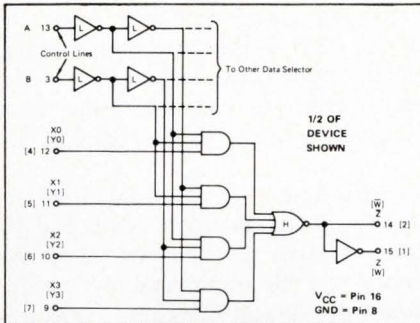 A 13
L
L
Control Lines
B 3
L
L
To Other Data Selector
1/2 OF
DEVICE
SHOWN
X0
[Y0]
[4] 12
X1
[Y1]
[5] 11
X2
[Y2]
[6] 10
X3
[Y3]
[7] 9
H
[W̅]
Z̅
14 [2]
15 [1]
Z
[W]
VCC = Pin 16
GND = Pin 8